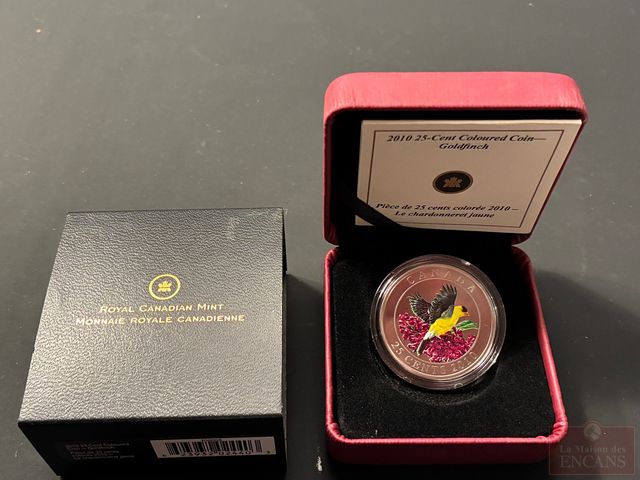 2010 25-Cent Coloured Coin—
Goldfinch
Pièce de 25 cents colorée 2010 –
Le chardonneret jaune
ROYAL CANADIAN MINT
MONNAIE ROYALE CANADIENNE
CANADA
25 CENTS 2010
La Maison des
ENCANS